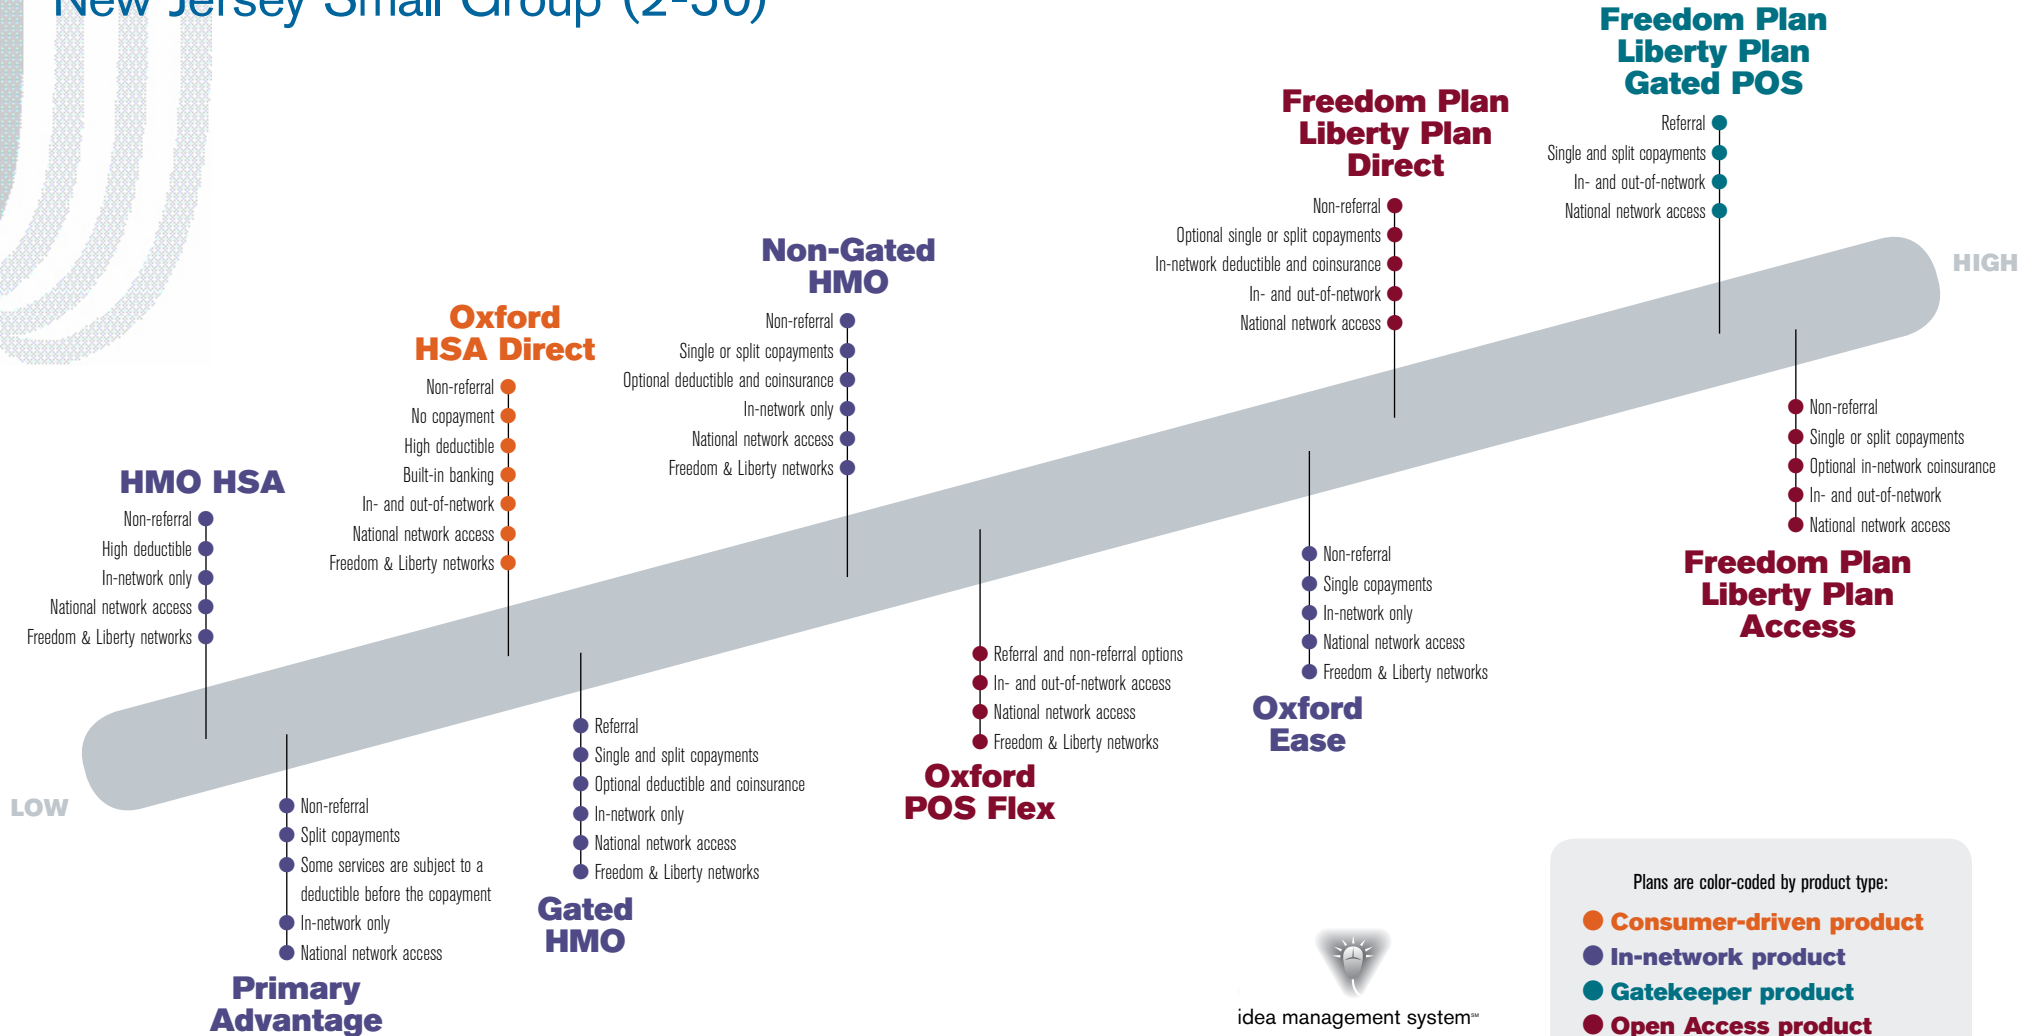 New Jersey Small Group (2-50)
Freedom Plan
Liberty Plan
Gated POS
Referral
Single and split copayments
In- and out-of-network
National network access
Freedom Plan
Liberty Plan
Direct
Non-referral
Optional single or split copayments
In-network deductible and coinsurance
In- and out-of-network
National network access
HIGH
Non-Gated
HMO
Non-referral
Single or split copayments
Optional deductible and coinsurance
In-network only
National network access
Freedom & Liberty networks
Oxford
HSA Direct
Non-referral
No copayment
High deductible
Built-in banking
In- and out-of-network
National network access
Freedom & Liberty networks
HMO HSA
Non-referral
High deductible
In-network only
National network access
Freedom & Liberty networks
LOW
Non-referral
Split copayments
Some services are subject to a
deductible before the copayment
In-network only
National network access
Primary
Advantage
Referral
Single and split copayments
Optional deductible and coinsurance
In-network only
National network access
Freedom & Liberty networks
Gated
HMO
Referral and non-referral options
In- and out-of-network access
National network access
Freedom & Liberty networks
Oxford
POS Flex
Non-referral
Single copayments
In-network only
National network access
Freedom & Liberty networks
Oxford
Ease
Non-referral
Single or split copayments
Optional in-network coinsurance
In- and out-of-network
National network access
Freedom Plan
Liberty Plan
Access
idea management system℠
Plans are color-coded by product type:
Consumer-driven product
In-network product
Gatekeeper product
Open Access product